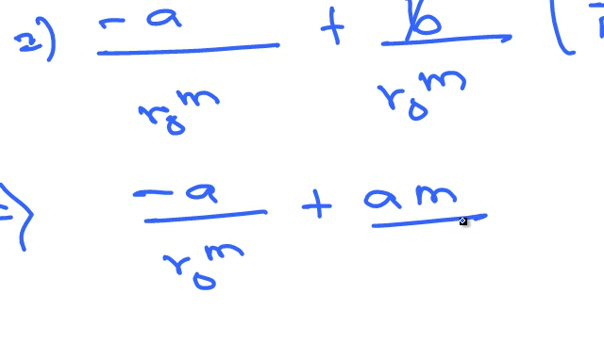 2) -a / r₀^m + b / r₀^m (
⇒ -a / r₀^m + am /